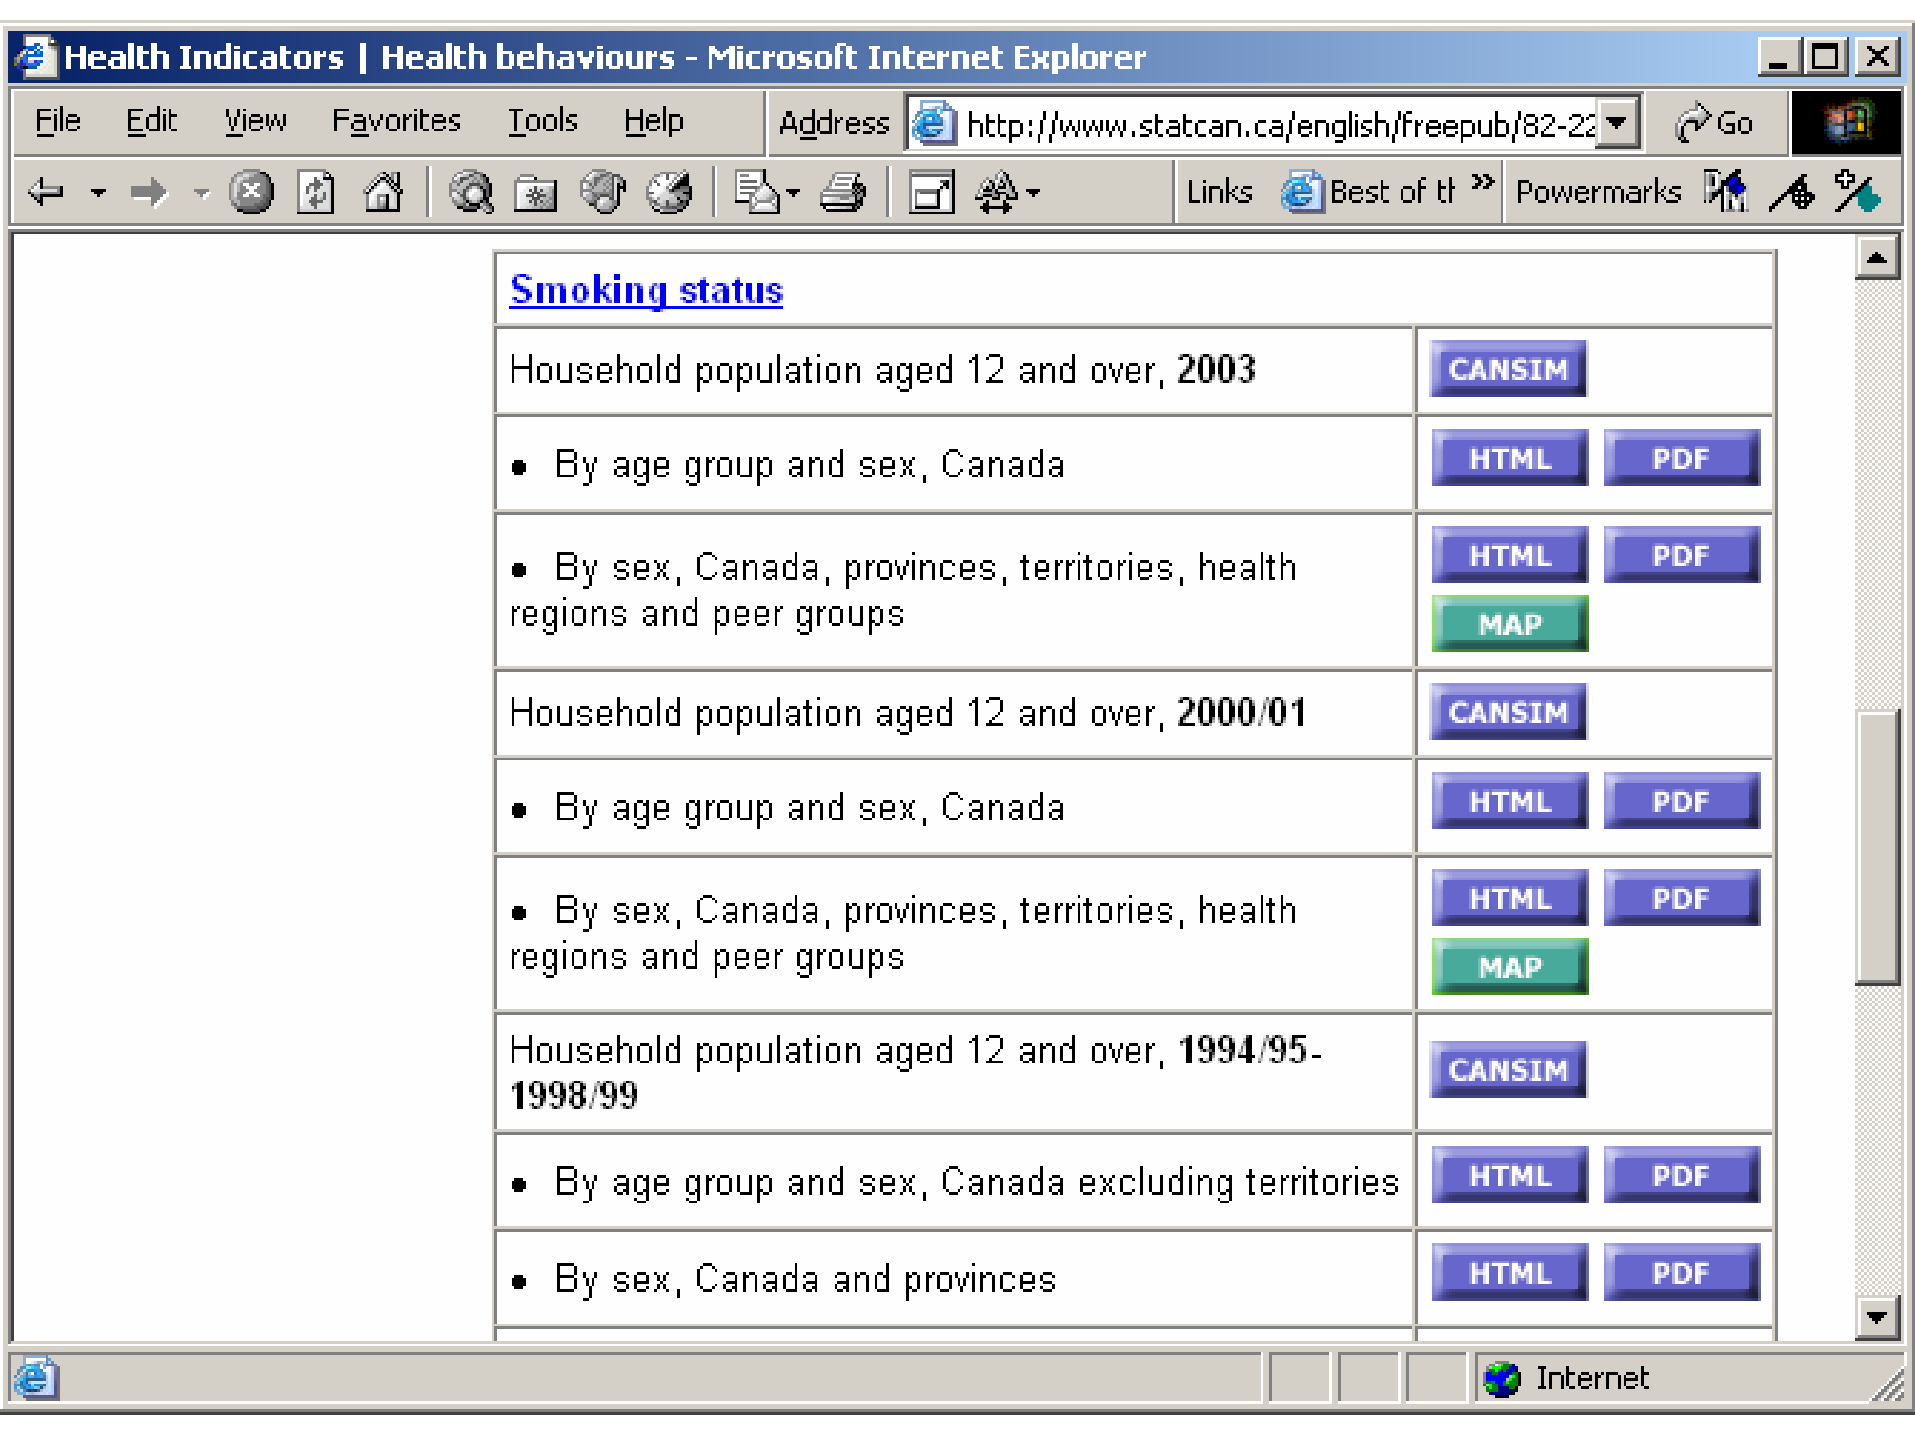 Health Indicators | Health behaviours - Microsoft Internet Explorer
File Edit View Favorites Tools Help Address http://www.statcan.ca/english/freepub/82-22 Go
Links Best of th » Powermarks
Smoking status
Household population aged 12 and over, 2003 CANSIM
• By age group and sex, Canada HTML PDF
• By sex, Canada, provinces, territories, health HTML PDF
regions and peer groups MAP
Household population aged 12 and over, 2000/01 CANSIM
• By age group and sex, Canada HTML PDF
• By sex, Canada, provinces, territories, health HTML PDF
regions and peer groups MAP
Household population aged 12 and over, 1994/95- CANSIM
1998/99
• By age group and sex, Canada excluding territories HTML PDF
• By sex, Canada and provinces HTML PDF
Internet